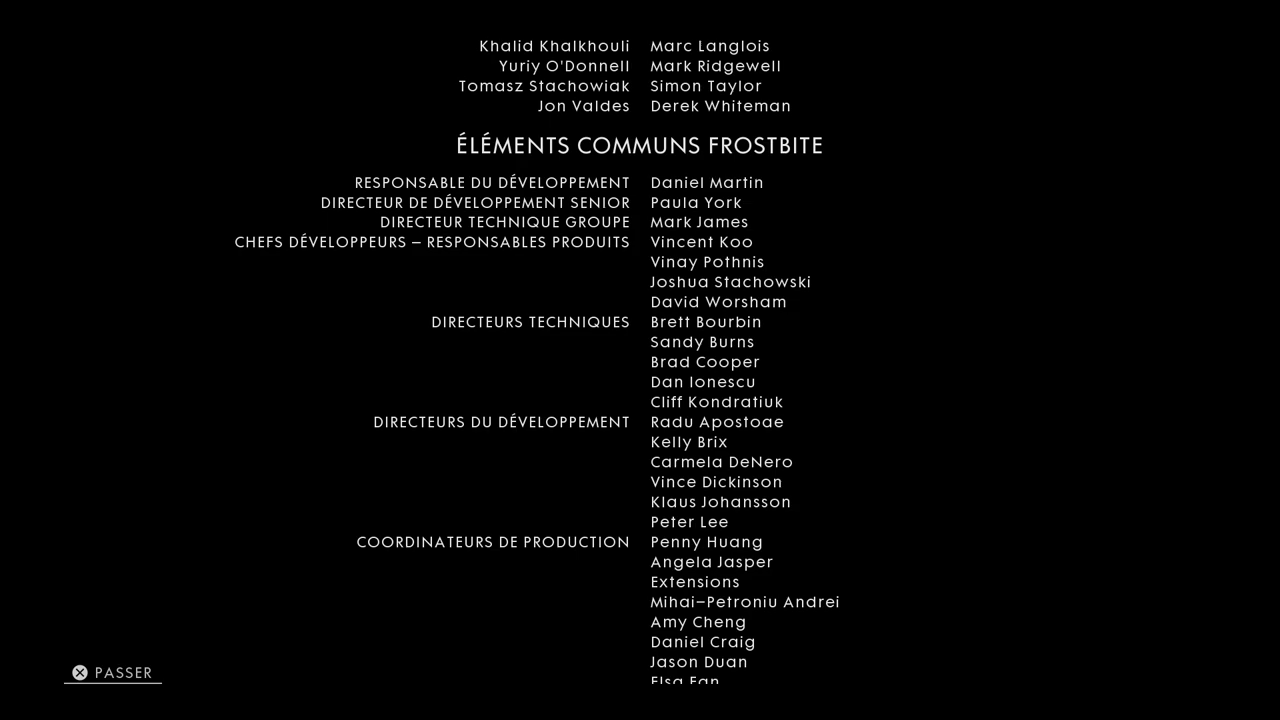 Khalid Khalkhouli Marc Langlois
Yuriy O'Donnell Mark Ridgewell
Tomasz Stachowiak Simon Taylor
Jon Valdes Derek Whiteman
ÉLÉMENTS COMMUNS FROSTBITE
RESPONSABLE DU DÉVELOPPEMENT Daniel Martin
DIRECTEUR DE DÉVELOPPEMENT SENIOR Paula York
DIRECTEUR TECHNIQUE GROUPE Mark James
CHEFS DÉVELOPPEURS – RESPONSABLES PRODUITS Vincent Koo
Vinay Pothnis
Joshua Stachowski
David Worsham
DIRECTEURS TECHNIQUES Brett Bourbin
Sandy Burns
Brad Cooper
Dan Ionescu
Cliff Kondratiuk
DIRECTEURS DU DÉVELOPPEMENT Radu Apostoae
Kelly Brix
Carmela DeNero
Vince Dickinson
Klaus Johansson
Peter Lee
COORDINATEURS DE PRODUCTION Penny Huang
Angela Jasper
Extensions
Mihai–Petroniu Andrei
Amy Cheng
Daniel Craig
Jason Duan
Elsa Fan
PASSER